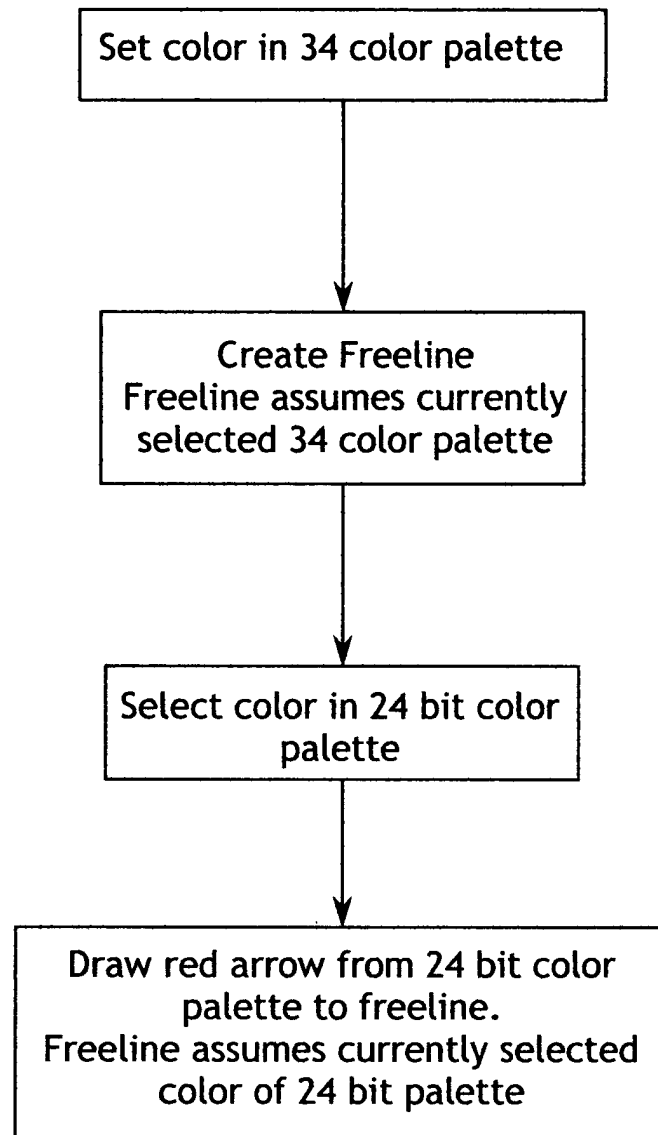 Set color in 34 color palette
Create Freeline
Freeline assumes currently
selected 34 color palette
Select color in 24 bit color
palette
Draw red arrow from 24 bit color
palette to freeline.
Freeline assumes currently selected
color of 24 bit palette